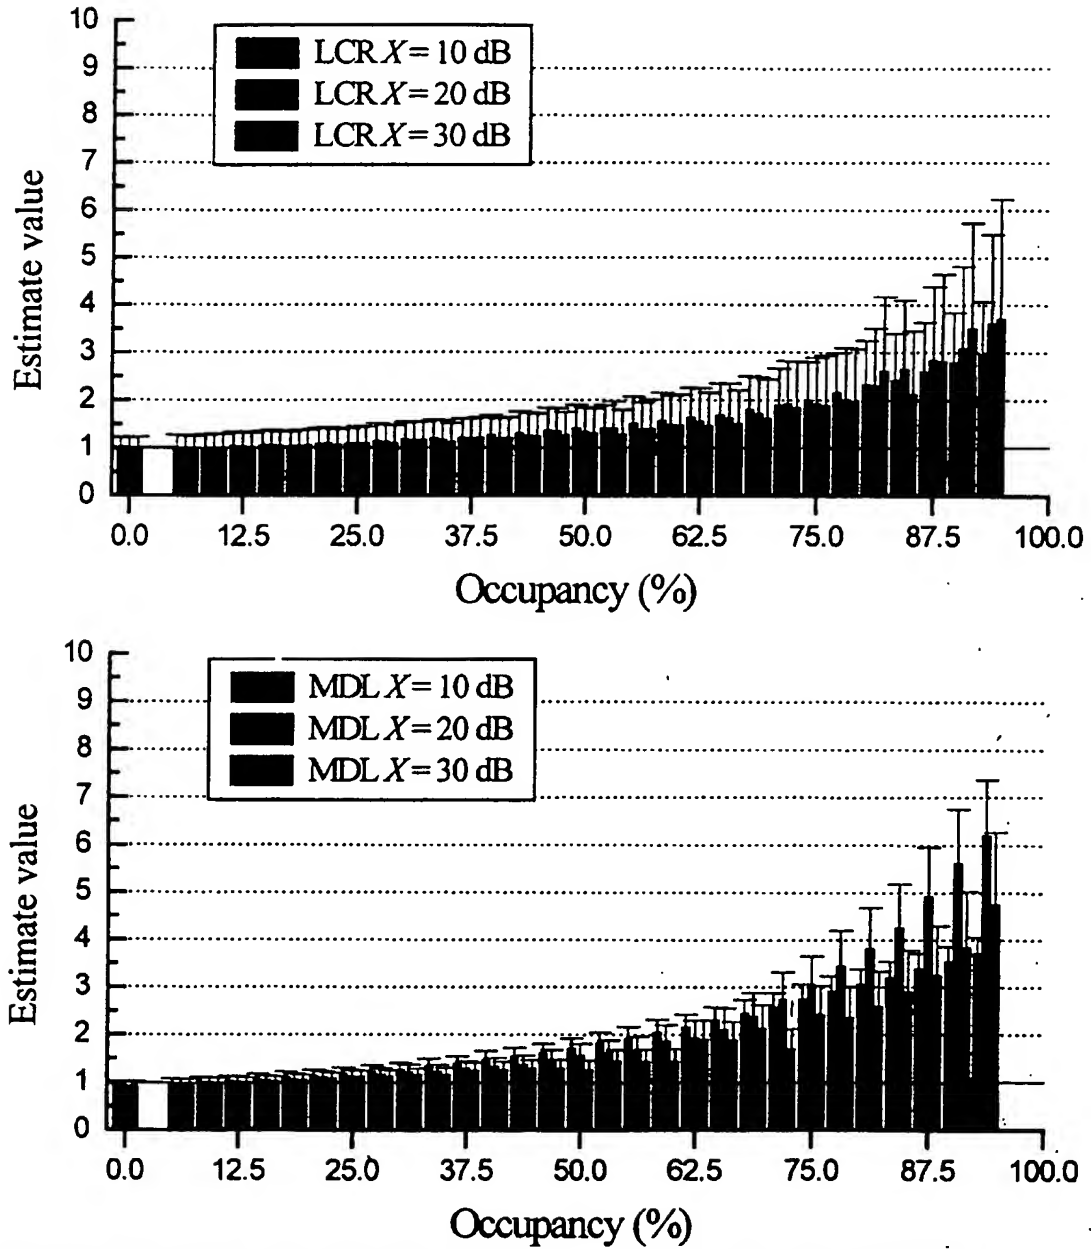 10
9
8
7
6
5
4
3
2
1
0
Estimate value
LCR X = 10 dB
LCR X = 20 dB
LCR X = 30 dB
0.0 12.5 25.0 37.5 50.0 62.5 75.0 87.5 100.0
Occupancy (%)
10
9
8
7
6
5
4
3
2
1
0
Estimate value
MDL X = 10 dB
MDL X = 20 dB
MDL X = 30 dB
0.0 12.5 25.0 37.5 50.0 62.5 75.0 87.5 100.0
Occupancy (%)